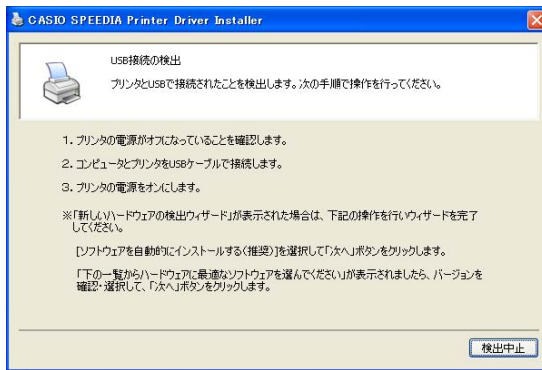 CASIO SPEEDIA Printer Driver Installer
USB接続の検出
プリンタとUSBで接続されたことを検出します。次の手順で操作を行ってください。
1. プリンタの電源がオフになっていることを確認します。
2. コンピュータとプリンタをUSBケーブルで接続します。
3. プリンタの電源をオンにします。
※「新しいハードウェアの検出ウィザード」が表示された場合は、下記の操作を行いウィザードを完了
してください。
[ソフトウェアを自動的にインストールする(推奨)]を選択して「次へ」ボタンをクリックします。
「下の一覧からハードウェアに最適なソフトウェアを選んでください」が表示されましたら、バージョンを
確認・選択して、「次へ」ボタンをクリックします。
検出中止